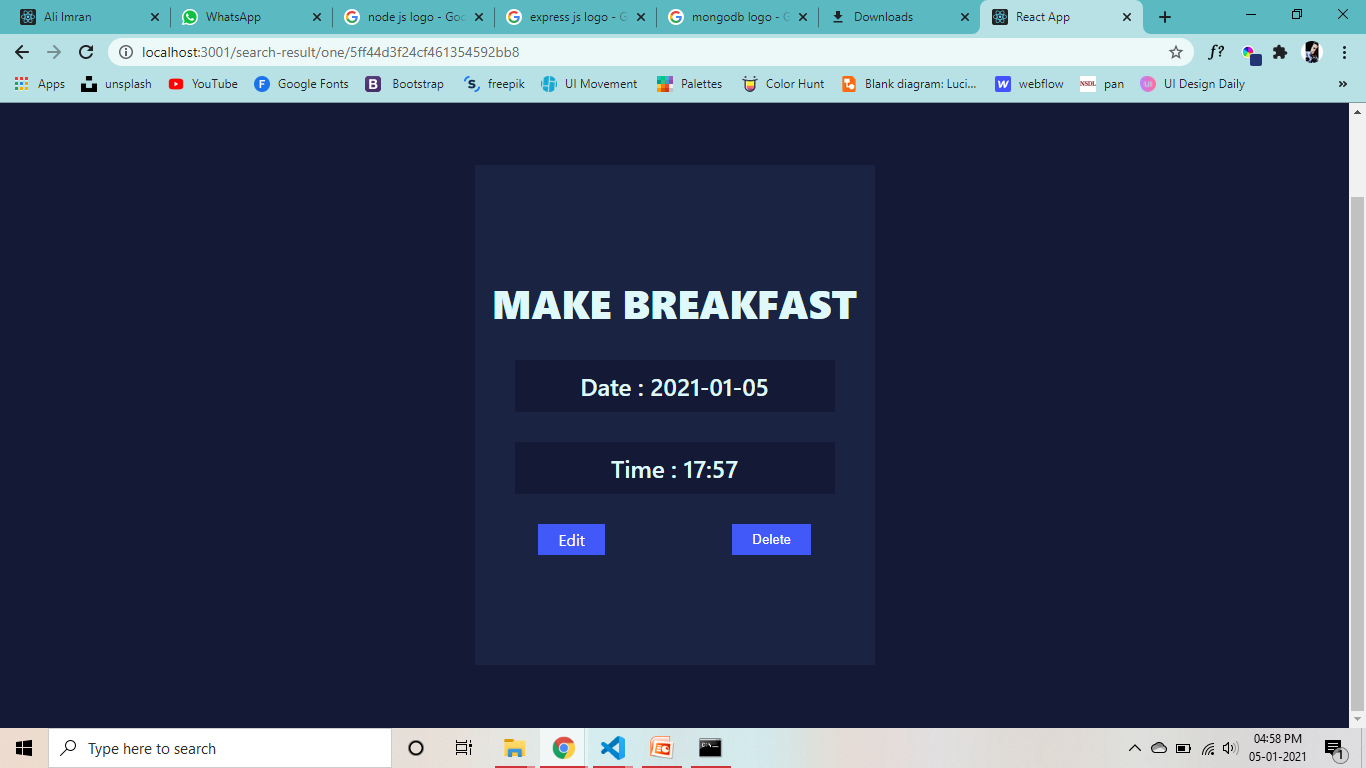 Ali Imran
WhatsApp
node js logo - Goo
express js logo - G
mongodb logo - G
Downloads
React App
localhost:3001/search-result/one/5ff44d3f24cf461354592bb8
f?
Apps
unsplash
YouTube
Google Fonts
Bootstrap
freepik
UI Movement
Palettes
Color Hunt
Blank diagram: Luci...
webflow
NSDL
pan
UI Design Daily
»
MAKE BREAKFAST
Date : 2021-01-05
Time : 17:57
Edit
Delete
Type here to search
04:58 PM
05-01-2021
1